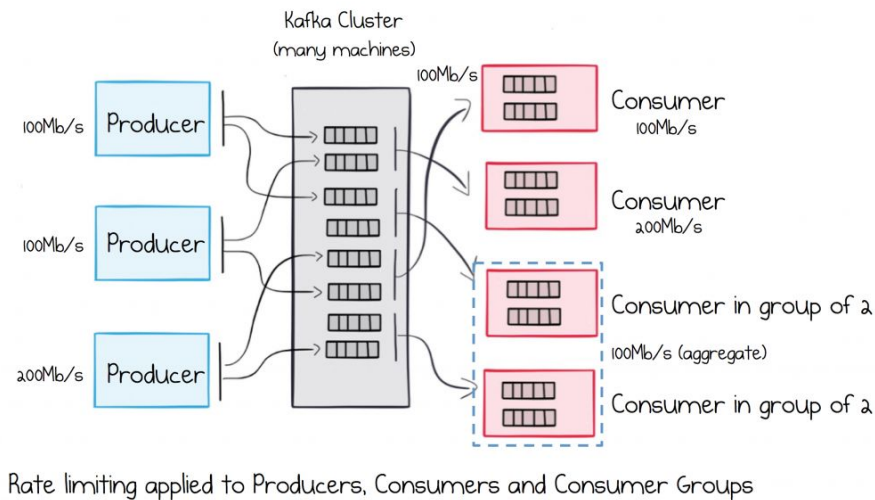 Kafka Cluster
(many machines)
100Mb/s
Producer
100Mb/s
Producer
200Mb/s
Producer
100Mb/s
Consumer
100Mb/s
Consumer
200Mb/s
Consumer in group of 2
100Mb/s (aggregate)
Consumer in group of 2
Rate limiting applied to Producers, Consumers and Consumer Groups